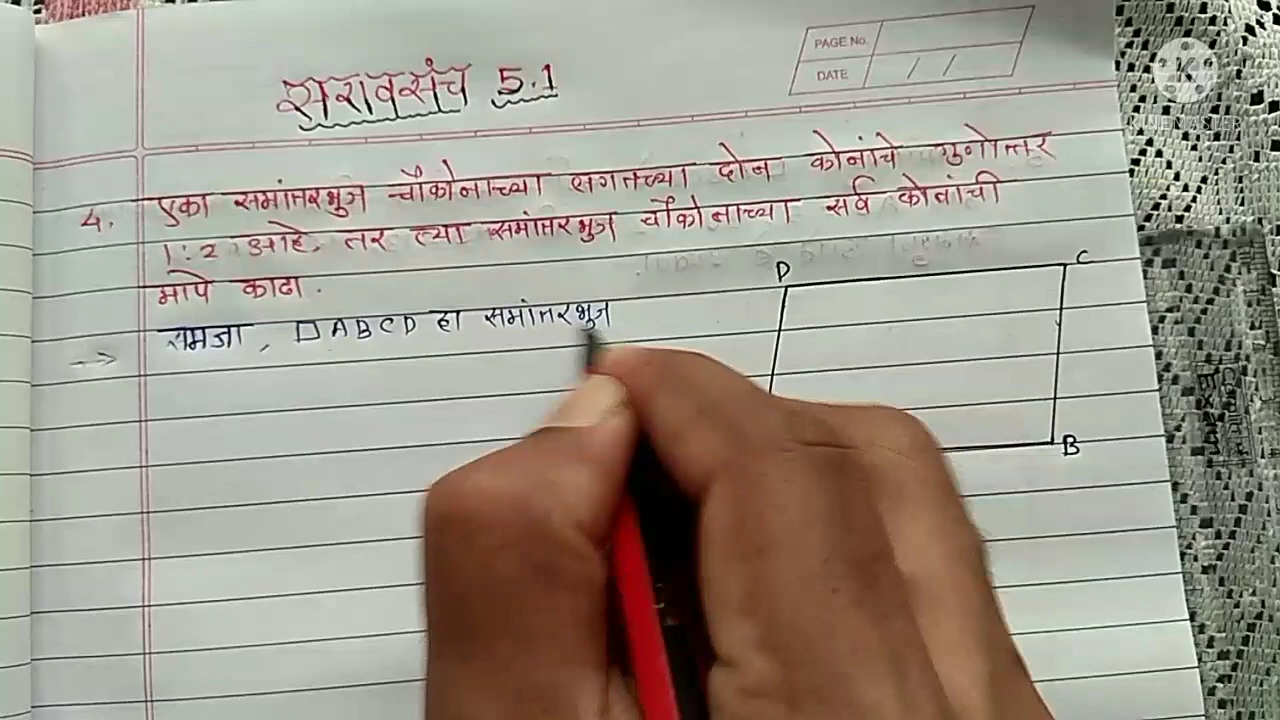 PAGE No.
DATE / /
सरावसंच 5.1
4. एका समांतरभुज चौकोनाच्या लगतच्या दोन कोनांचे गुणोत्तर
1:2 आहे. तर त्या समांतरभुज चौकोनाच्या सर्व कोनांची
मापे काढा.
→ समजा, □ABCD हा समांतरभुज
D
C
B